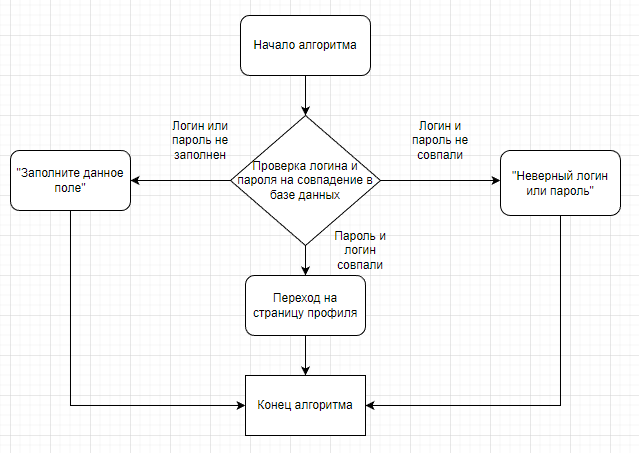 Начало алгоритма
Логин или
пароль не
заполнен
Логин и
пароль не
совпали
"Заполните данное
поле"
Проверка логина и
пароля на совпадение в
базе данных
"Неверный логин
или пароль"
Пароль и
логин
совпали
Переход на
страницу профиля
Конец алгоритма